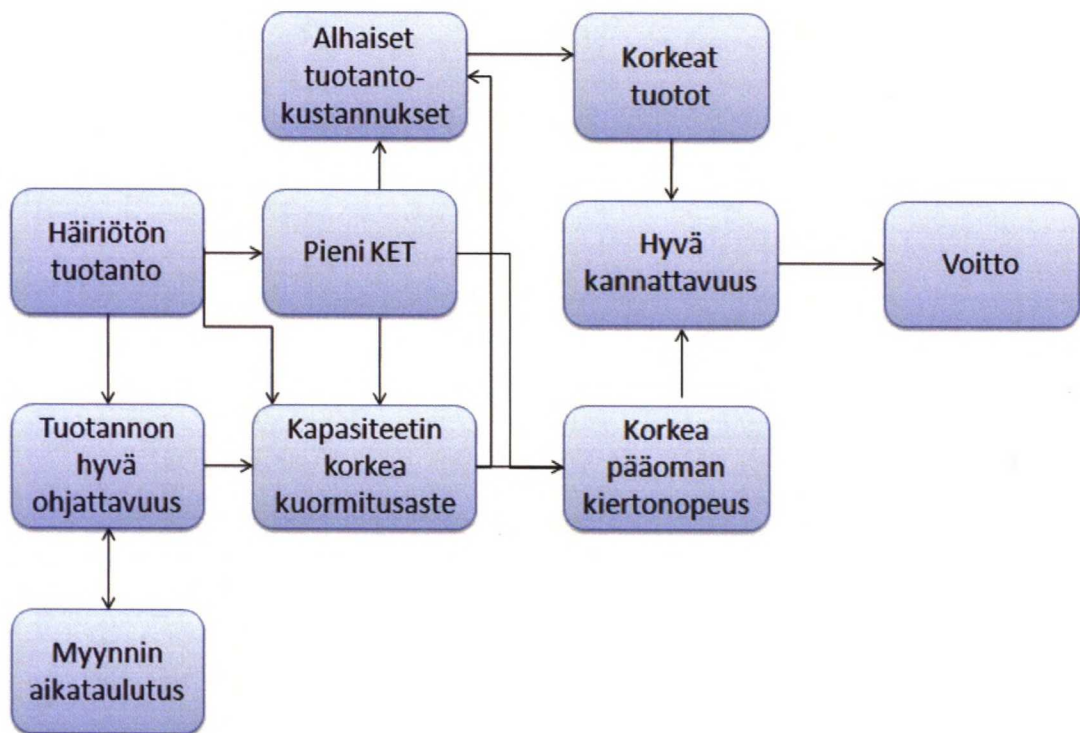 Alhaiset
tuotanto-
kustannukset
Korkeat
tuotot
Häiriötön
tuotanto
Pieni KET
Hyvä
kannattavuus
Voitto
Tuotannon
hyvä
ohjattavuus
Kapasiteetin
korkea
kuormitusaste
Korkea
pääoman
kiertonopeus
Myynnin
aikataulutus